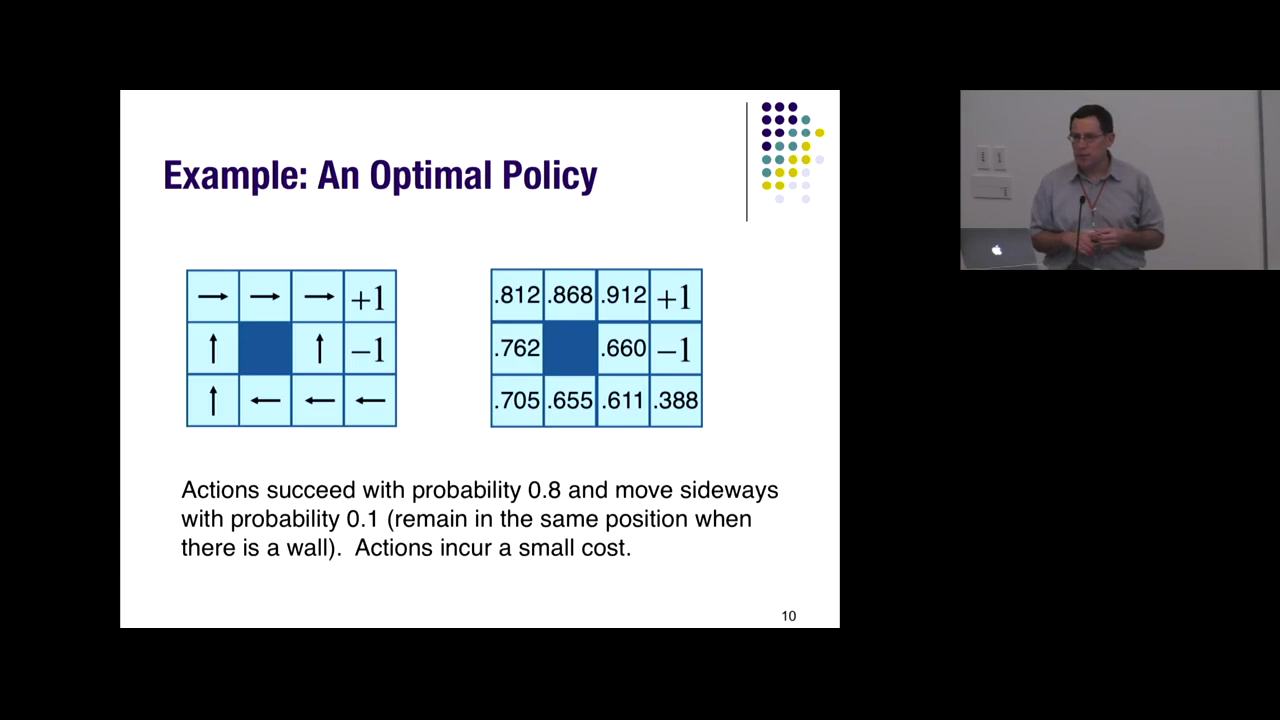 Example: An Optimal Policy
→ → → +1
↑ ↑ −1
↑ ← ← ←
.812 .868 .912 +1
.762 .660 −1
.705 .655 .611 .388
Actions succeed with probability 0.8 and move sideways
with probability 0.1 (remain in the same position when
there is a wall).  Actions incur a small cost.
10